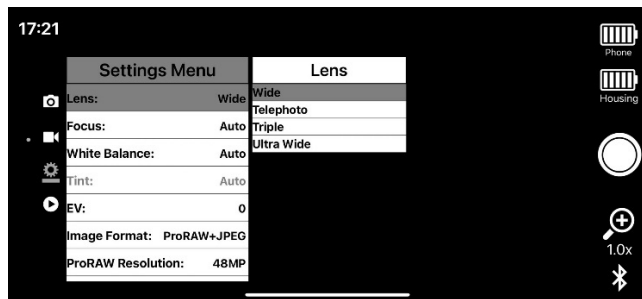 17:21
Settings Menu
Lens: Wide
Focus: Auto
White Balance: Auto
Tint: Auto
EV: 0
Image Format: ProRAW+JPEG
ProRAW Resolution: 48MP
Lens
Wide
Telephoto
Triple
Ultra Wide
Phone
Housing
1.0x